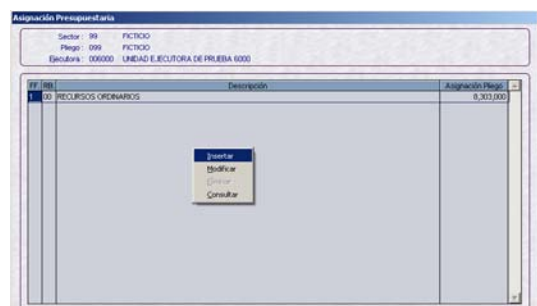 Asignación Presupuestaria
Sector : 99 FICTICIO
Pliego : 099 FICTICIO
Ejecutora : 006000 UNIDAD EJECUTORA DE PRUEBA 6000
FF RB Descripción Asignación Pliego
1 00 RECURSOS ORDINARIOS 8,303,000
Insertar
Modificar
Eliminar
Consultar